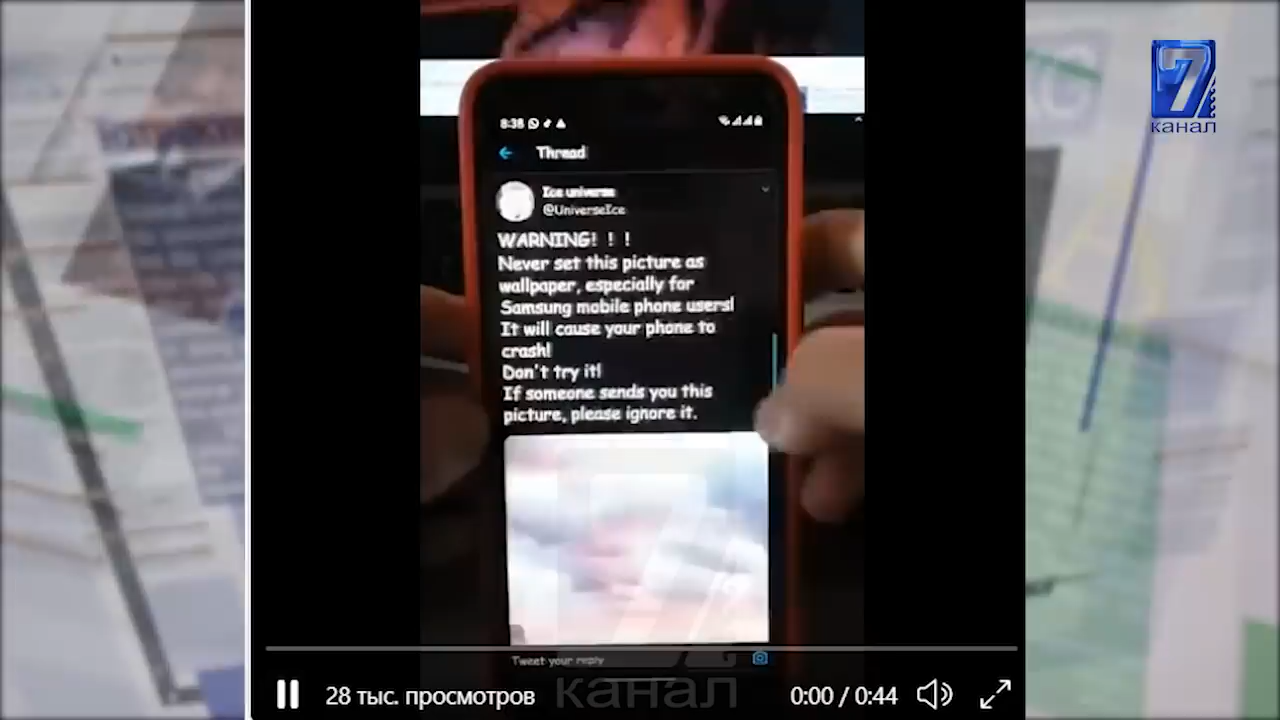 7
канал
8:35
Thread
Ice universe
@UniverseIce
WARNING! ! !
Never set this picture as
wallpaper, especially for
Samsung mobile phone users!
It will cause your phone to
crash!
Don't try it!
If someone sends you this
picture, please ignore it.
Tweet your reply
7
канал
28 тыс. просмотров
0:00 / 0:44